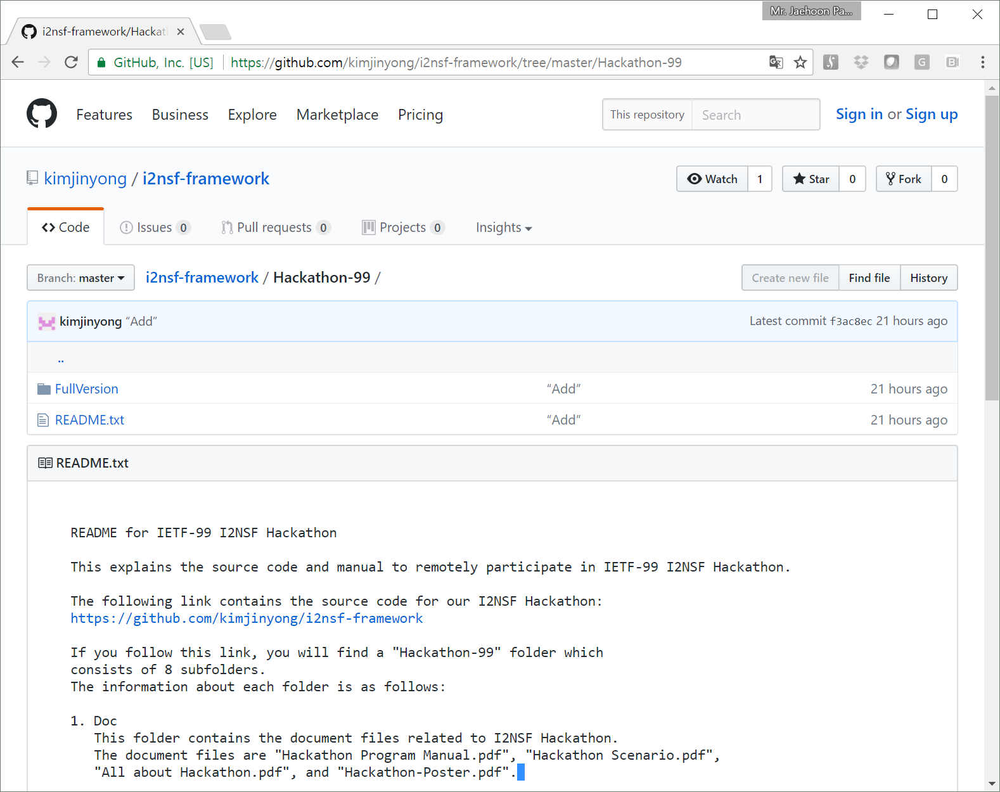 Mr. Jaehoon Pa...
i2nsf-framework/Hackat
GitHub, Inc. [US] https://github.com/kimjinyong/i2nsf-framework/tree/master/Hackathon-99
Features Business Explore Marketplace Pricing This repository Search Sign in or Sign up
kimjinyong / i2nsf-framework Watch 1 Star 0 Fork 0
Code Issues 0 Pull requests 0 Projects 0 Insights
Branch: master i2nsf-framework / Hackathon-99 / Create new file Find file History
kimjinyong “Add” Latest commit f3ac8ec 21 hours ago
..
FullVersion “Add” 21 hours ago
README.txt “Add” 21 hours ago
README.txt
README for IETF-99 I2NSF Hackathon
This explains the source code and manual to remotely participate in IETF-99 I2NSF Hackathon.
The following link contains the source code for our I2NSF Hackathon:
https://github.com/kimjinyong/i2nsf-framework
If you follow this link, you will find a "Hackathon-99" folder which
consists of 8 subfolders.
The information about each folder is as follows:
1. Doc
This folder contains the document files related to I2NSF Hackathon.
The document files are "Hackathon Program Manual.pdf", "Hackathon Scenario.pdf",
"All about Hackathon.pdf", and "Hackathon-Poster.pdf".